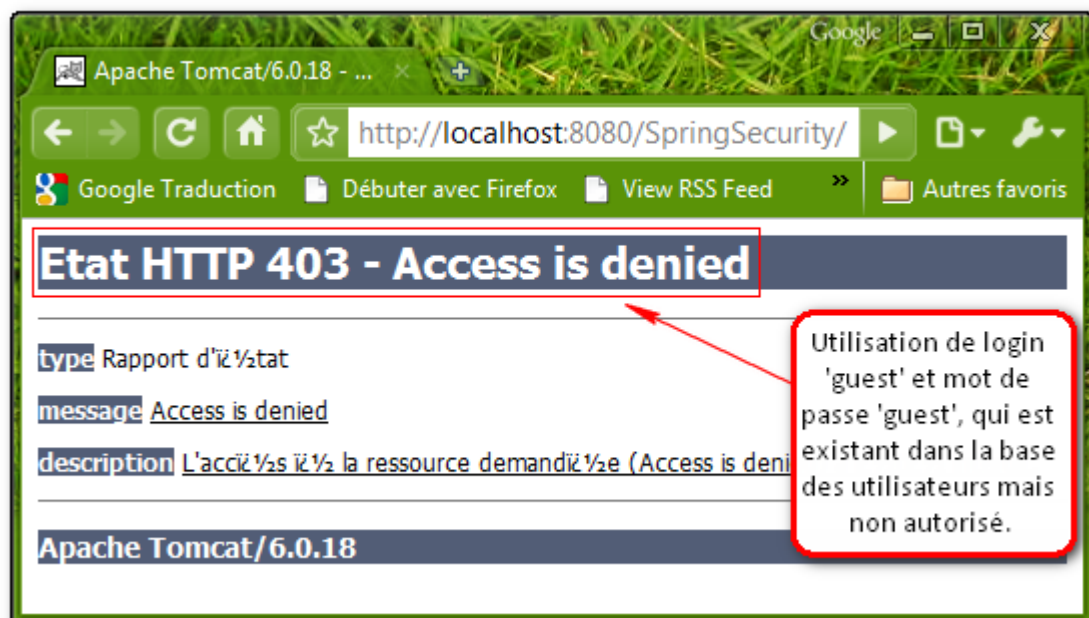 Google
Apache Tomcat/6.0.18 - ...
http://localhost:8080/SpringSecurity/
Google Traduction Débuter avec Firefox View RSS Feed » Autres favoris
Etat HTTP 403 - Access is denied
type Rapport d'ï¿½tat
message Access is denied
description L'accï¿½s ï¿½ la ressource demandï¿½e (Access is deni
Apache Tomcat/6.0.18
Utilisation de login
'guest' et mot de
passe 'guest', qui est
existant dans la base
des utilisateurs mais
non autorisé.